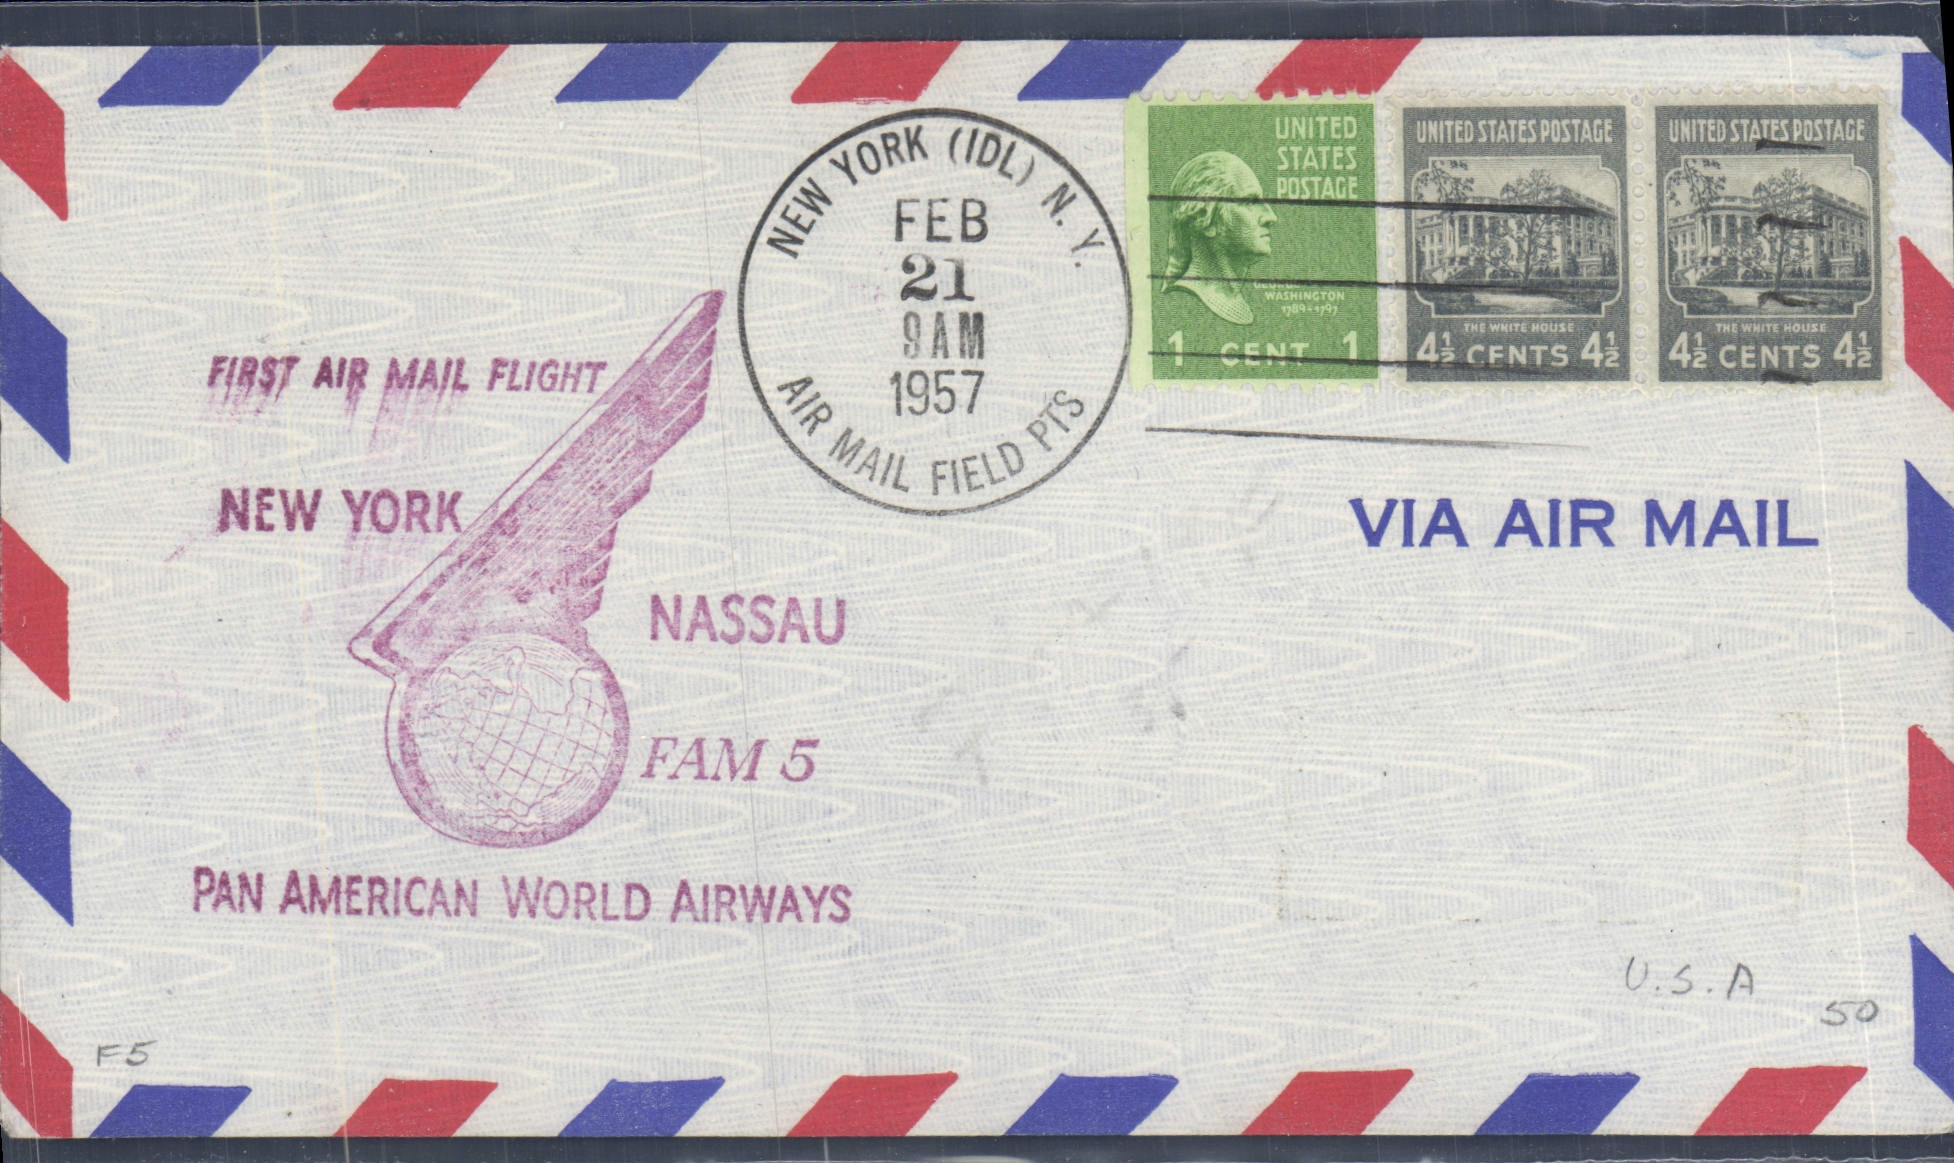 NEW YORK (IDL) N. Y.
FEB
21
9 AM
1957
AIR MAIL FIELD PTS
UNITED
STATES
POSTAGE
GEORGE
WASHINGTON
1789-1797
1 CENT 1
UNITED STATES POSTAGE
THE WHITE HOUSE
4½ CENTS 4½
UNITED STATES POSTAGE
THE WHITE HOUSE
4½ CENTS 4½
VIA AIR MAIL
FIRST AIR MAIL FLIGHT
NEW YORK
NASSAU
FAM 5
PAN AMERICAN WORLD AIRWAYS
U.S.A
50
F5